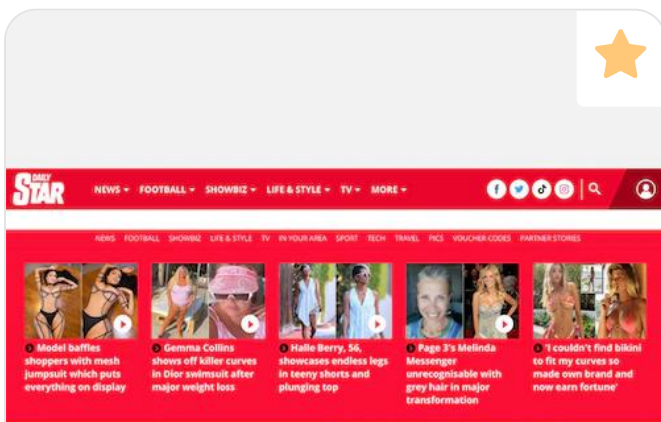 DAILY
STAR
NEWS FOOTBALL SHOWBIZ LIFE & STYLE TV MORE
NEWS FOOTBALL SHOWBIZ LIFE & STYLE TV IN YOUR AREA SPORT TECH TRAVEL PICS VOUCHER CODES PARTNER STORIES
Model baffles
shoppers with mesh
jumpsuit which puts
everything on display
Gemma Collins
shows off killer curves
in Dior swimsuit after
major weight loss
Halle Berry, 56,
showcases endless legs
in teeny shorts and
plunging top
Page 3's Melinda
Messenger
unrecognisable with
grey hair in major
transformation
'I couldn't find bikini
to fit my curves so
made own brand and
now earn fortune'